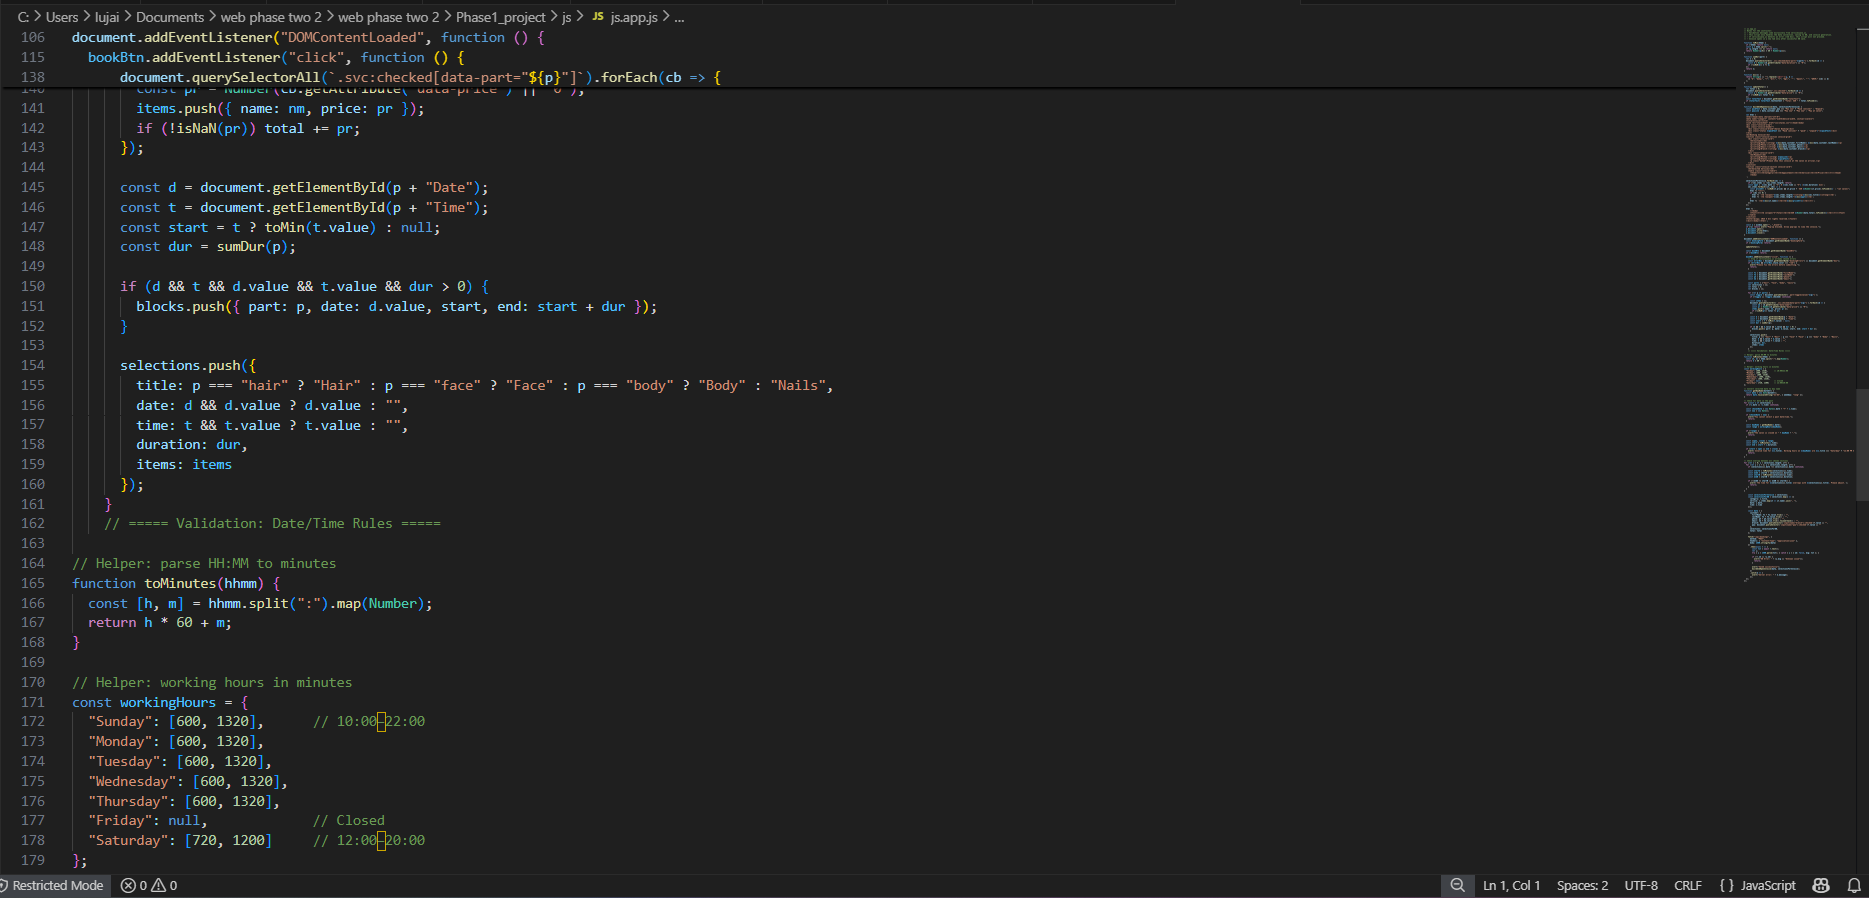 C: > Users > lujai > Documents > web phase two 2 > web phase two 2 > Phase1_project > js > JS js.app.js > ...
106 document.addEventListener("DOMContentLoaded", function () {
115 bookBtn.addEventListener("click", function () {
138 document.querySelectorAll(`.svc:checked[data-part="${p}"]`).forEach(cb => {
140 const pr = Number(cb.getAttribute("data-price") || "0");
141 items.push({ name: nm, price: pr });
142 if (!isNaN(pr)) total += pr;
143 });
144
145 const d = document.getElementById(p + "Date");
146 const t = document.getElementById(p + "Time");
147 const start = t ? toMin(t.value) : null;
148 const dur = sumDur(p);
149
150 if (d && t && d.value && t.value && dur > 0) {
151 blocks.push({ part: p, date: d.value, start, end: start + dur });
152 }
153
154 selections.push({
155 title: p === "hair" ? "Hair" : p === "face" ? "Face" : p === "body" ? "Body" : "Nails",
156 date: d && d.value ? d.value : "",
157 time: t && t.value ? t.value : "",
158 duration: dur,
159 items: items
160 });
161 }
162 // ===== Validation: Date/Time Rules =====
163
164 // Helper: parse HH:MM to minutes
165 function toMinutes(hhmm) {
166 const [h, m] = hhmm.split(":").map(Number);
167 return h * 60 + m;
168 }
169
170 // Helper: working hours in minutes
171 const workingHours = {
172 "Sunday": [600, 1320], // 10:00–22:00
173 "Monday": [600, 1320],
174 "Tuesday": [600, 1320],
175 "Wednesday": [600, 1320],
176 "Thursday": [600, 1320],
177 "Friday": null, // Closed
178 "Saturday": [720, 1200] // 12:00–20:00
179 };
Restricted Mode 0 0 Ln 1, Col 1 Spaces: 2 UTF-8 CRLF { } JavaScript